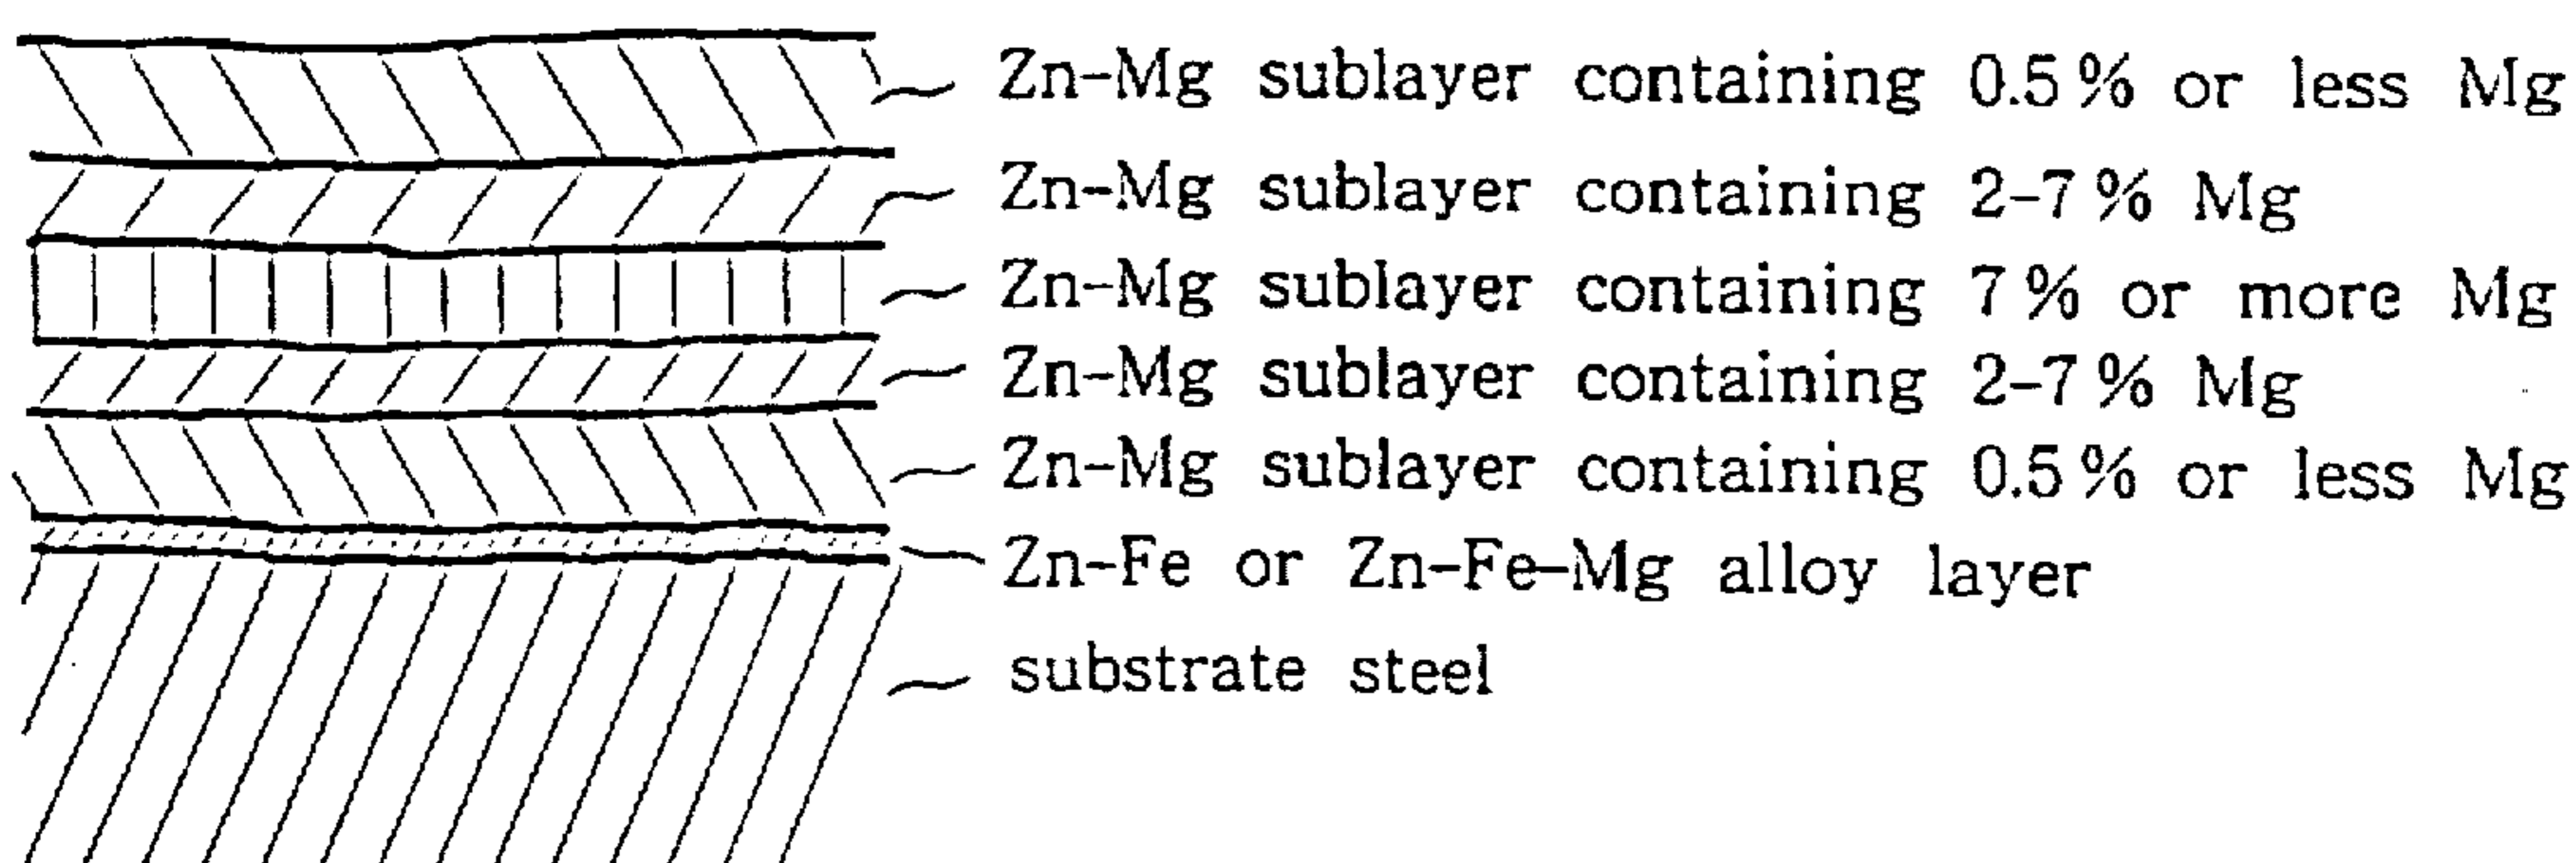 Zn-Mg sublayer containing 0.5% or less Mg
Zn-Mg sublayer containing 2-7% Mg
Zn-Mg sublayer containing 7% or more Mg
Zn-Mg sublayer containing 2-7% Mg
Zn-Mg sublayer containing 0.5% or less Mg
Zn-Fe or Zn-Fe-Mg alloy layer
substrate steel